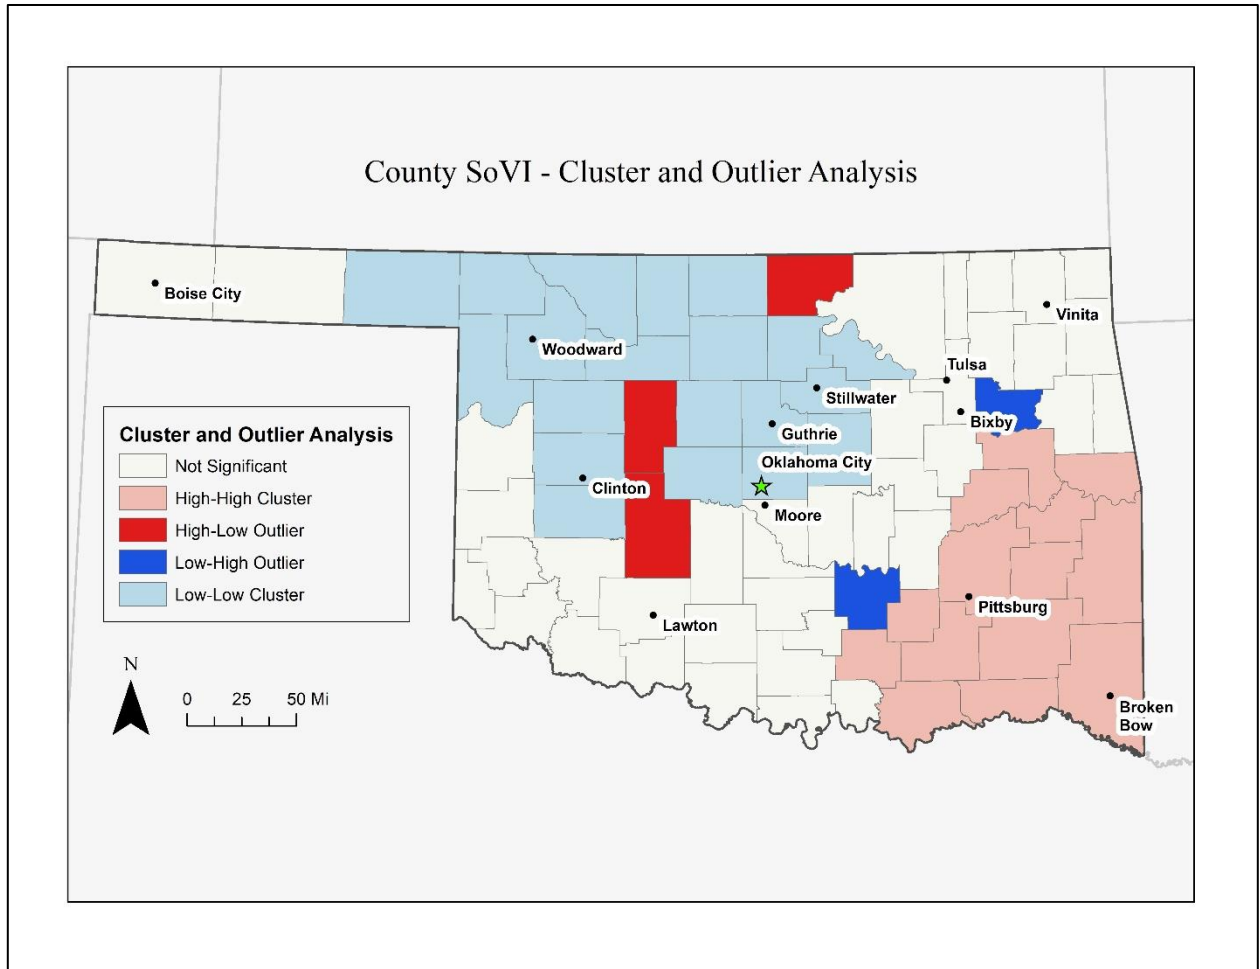 County SoVI - Cluster and Outlier Analysis
Boise City
Vinita
Woodward
Tulsa
Stillwater
Bixby
Guthrie
Oklahoma City
Clinton
Moore
Cluster and Outlier Analysis
Not Significant
High-High Cluster
High-Low Outlier
Low-High Outlier
Low-Low Cluster
Pittsburg
Lawton
N
0 25 50 Mi
Broken
Bow